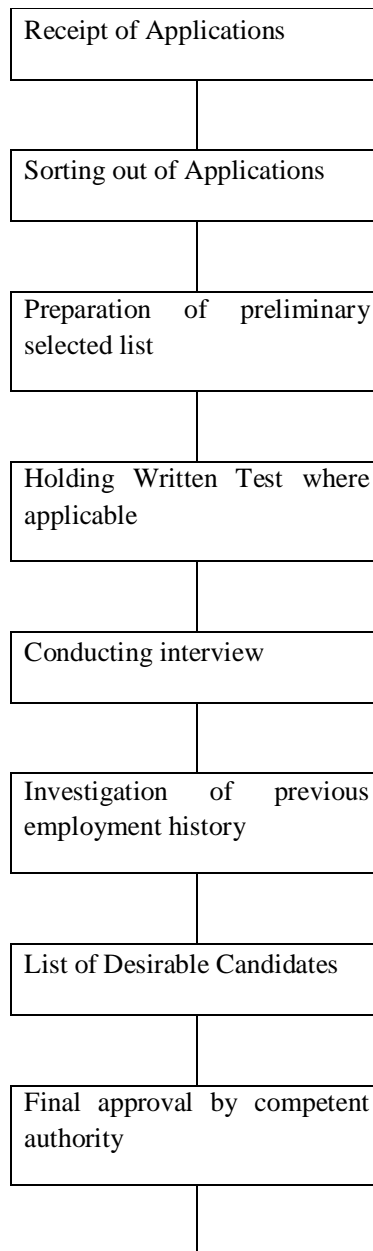 Receipt of Applications
Sorting out of Applications
Preparation of preliminary
selected list
Holding Written Test where
applicable
Conducting interview
Investigation of previous
employment history
List of Desirable Candidates
Final approval by competent
authority